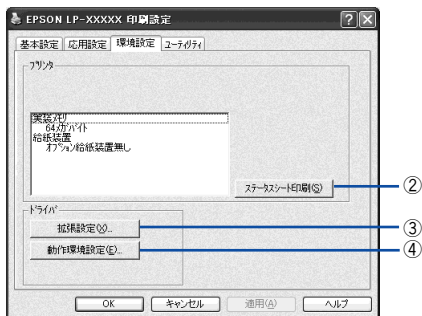 EPSON LP-XXXXX 印刷設定
基本設定 応用設定 環境設定 ユーティリティ
プリンタ
実装メモリ
64メガバイト
給紙装置
オプション給紙装置無し
ステータスシート印刷(S)
②
ドライバ
拡張設定(X)...
③
動作環境設定(E)...
④
OK キャンセル 適用(A) ヘルプ